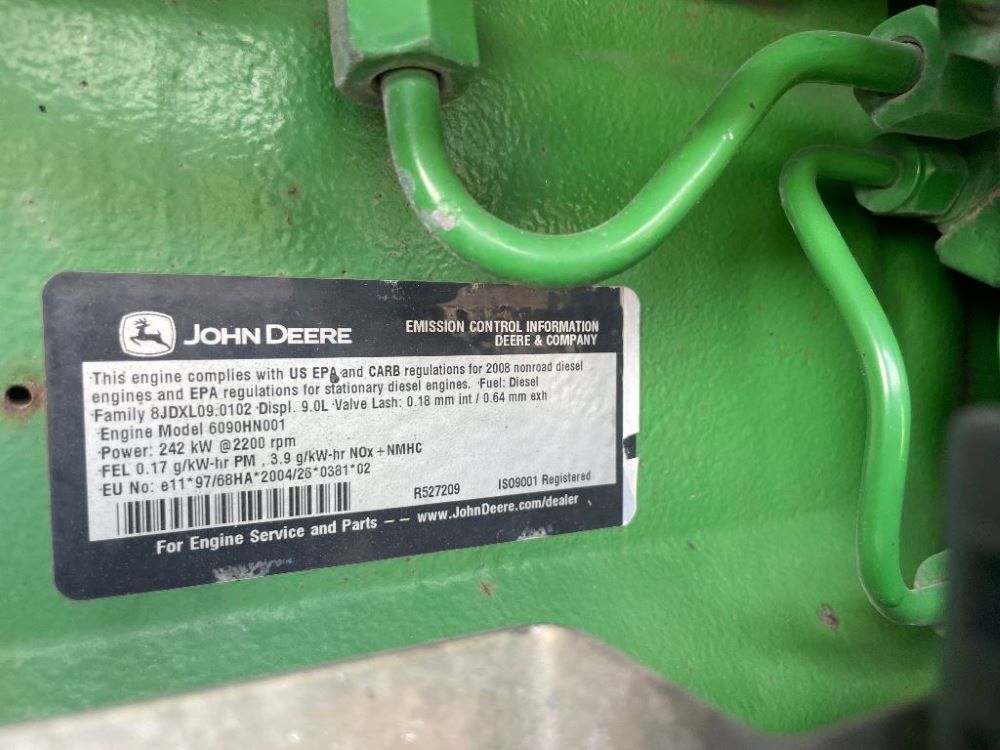 JOHN DEERE
EMISSION CONTROL INFORMATION
DEERE & COMPANY
This engine complies with US EPA and CARB regulations for 2008 nonroad diesel
engines and EPA regulations for stationary diesel engines. Fuel: Diesel
Family 8JDXL09.0102 Displ. 9.0L Valve Lash: 0.18 mm int / 0.64 mm exh
Engine Model 6090HN001
Power: 242 kW @2200 rpm
FEL 0.17 g/kW-hr PM , 3.9 g/kW-hr NOx + NMHC
EU No: e11*97/68HA*2004/26*0381*02
R527209 ISO9001 Registered
For Engine Service and Parts – – www.JohnDeere.com/dealer